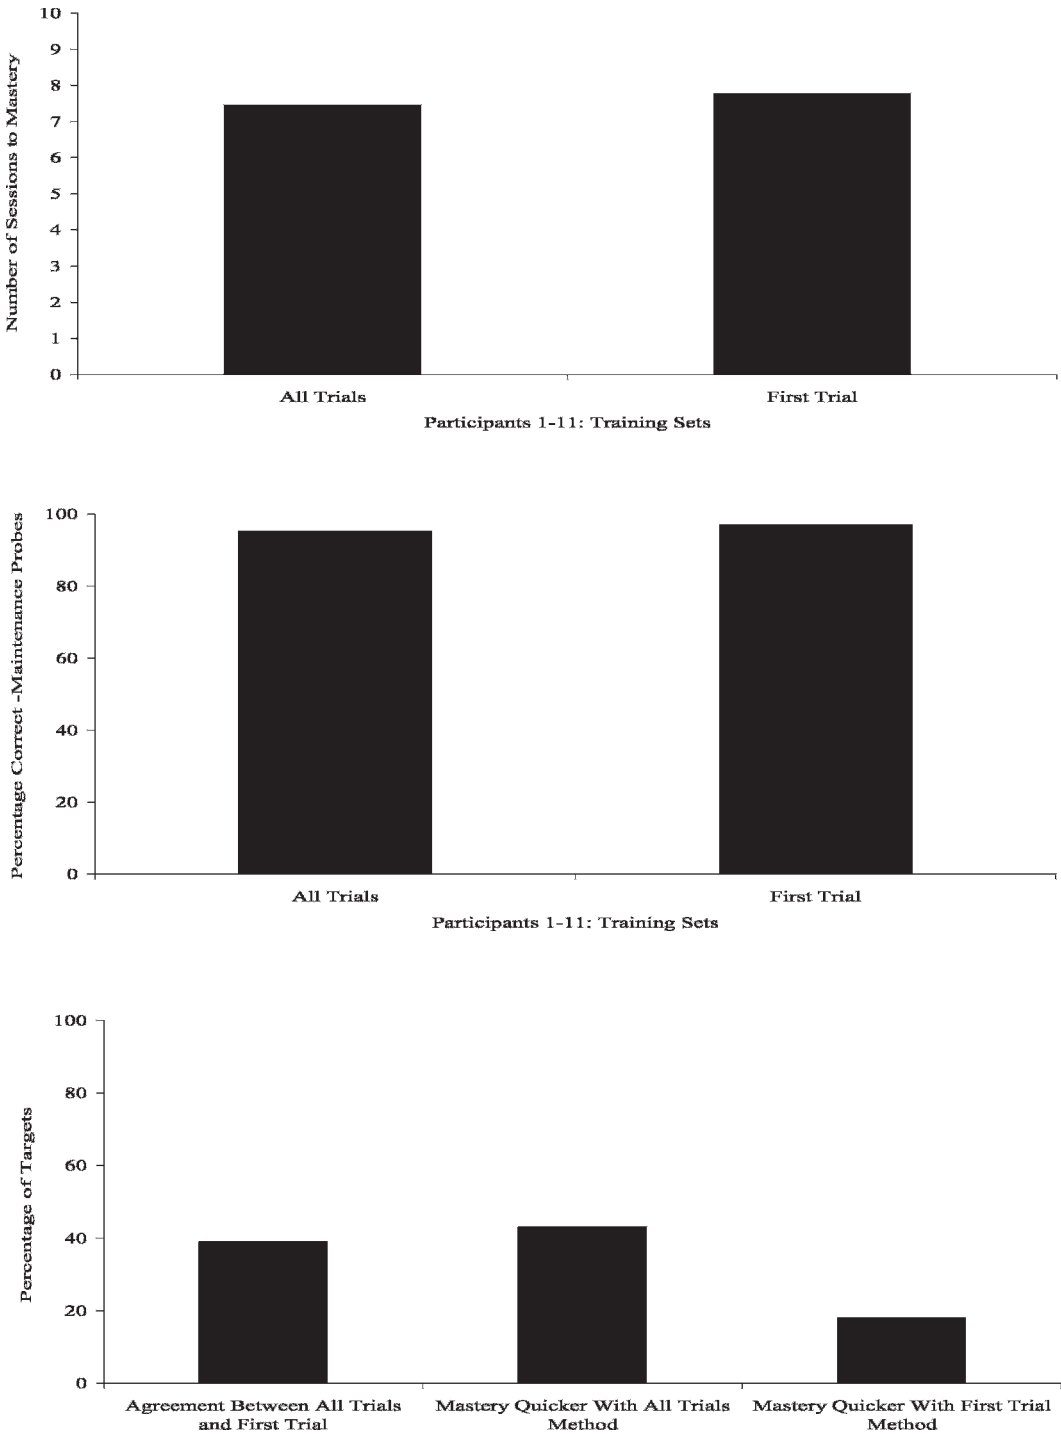 Number of Sessions to Mastery
10
9
8
7
6
5
4
3
2
1
0
All Trials
First Trial
Participants 1-11: Training Sets
Percentage Correct -Maintenance Probes
100
80
60
40
20
0
All Trials
First Trial
Participants 1-11: Training Sets
Percentage of Targets
100
80
60
40
20
0
Agreement Between All Trials
and First Trial
Mastery Quicker With All Trials
Method
Mastery Quicker With First Trial
Method